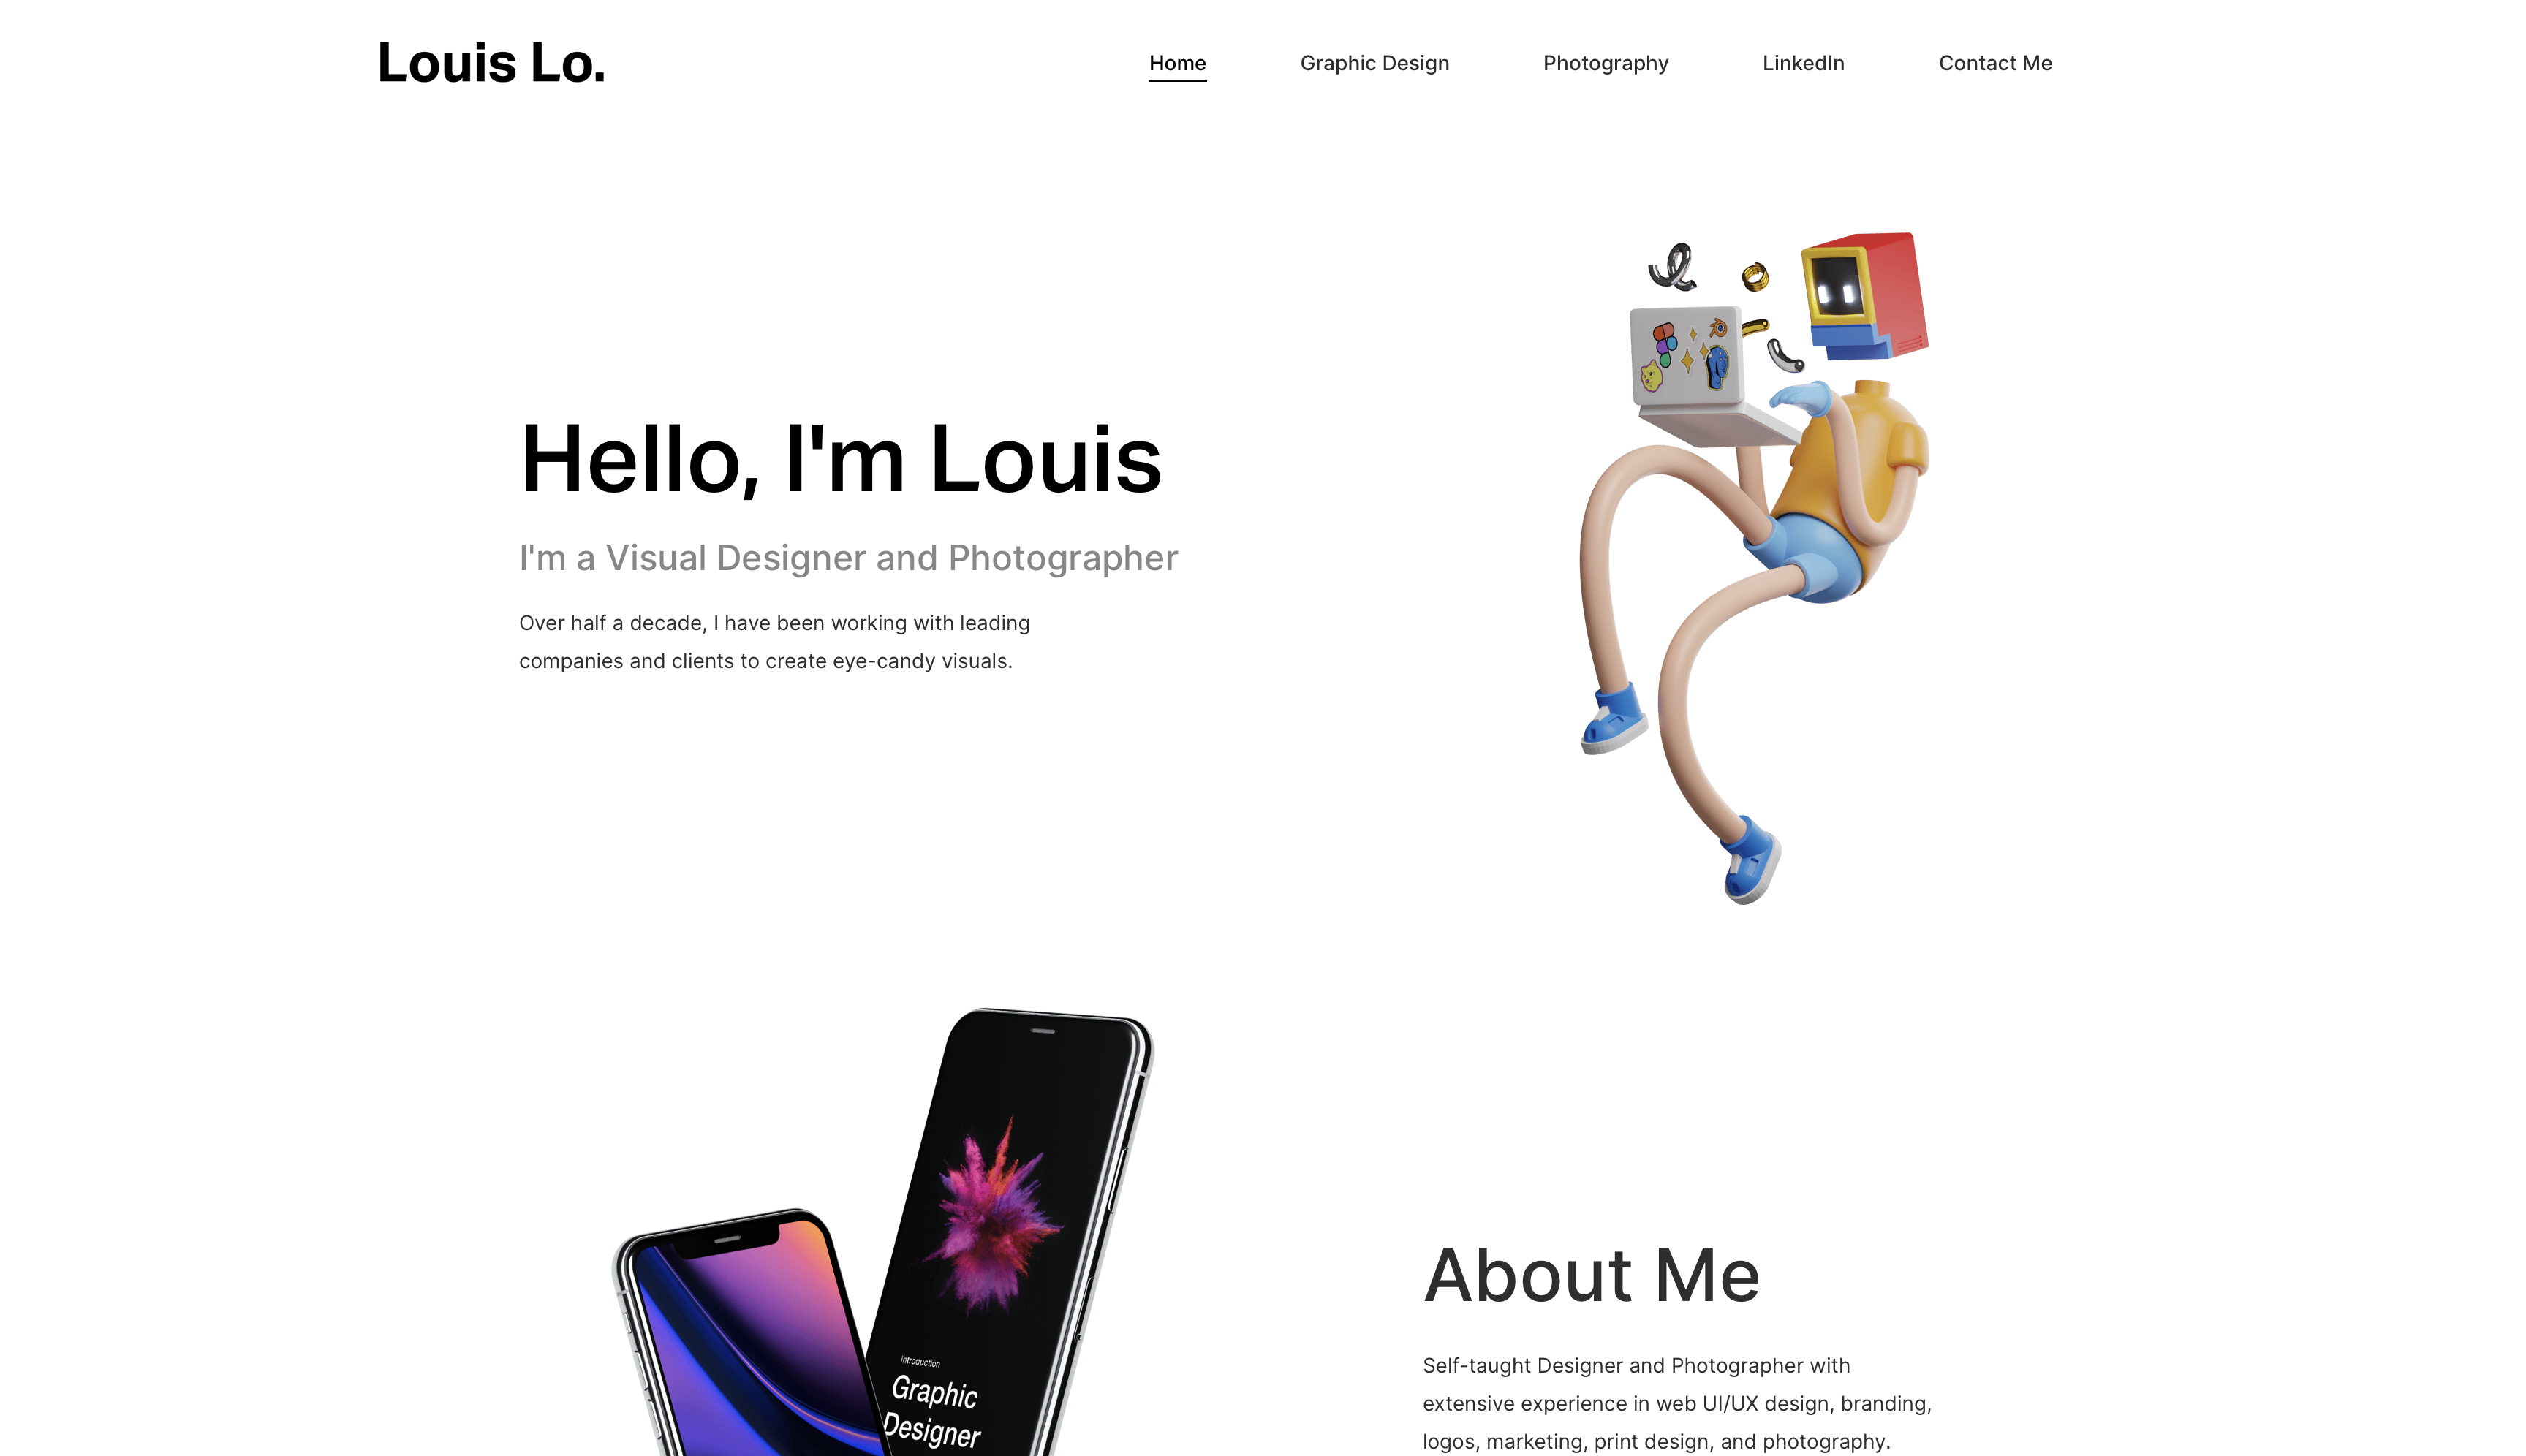 Louis Lo.
Home
Graphic Design
Photography
LinkedIn
Contact Me
Hello, I'm Louis
I'm a Visual Designer and Photographer
Over half a decade, I have been working with leading
companies and clients to create eye-candy visuals.
Introduction
Graphic
Designer
About Me
Self-taught Designer and Photographer with
extensive experience in web UI/UX design, branding,
logos, marketing, print design, and photography.